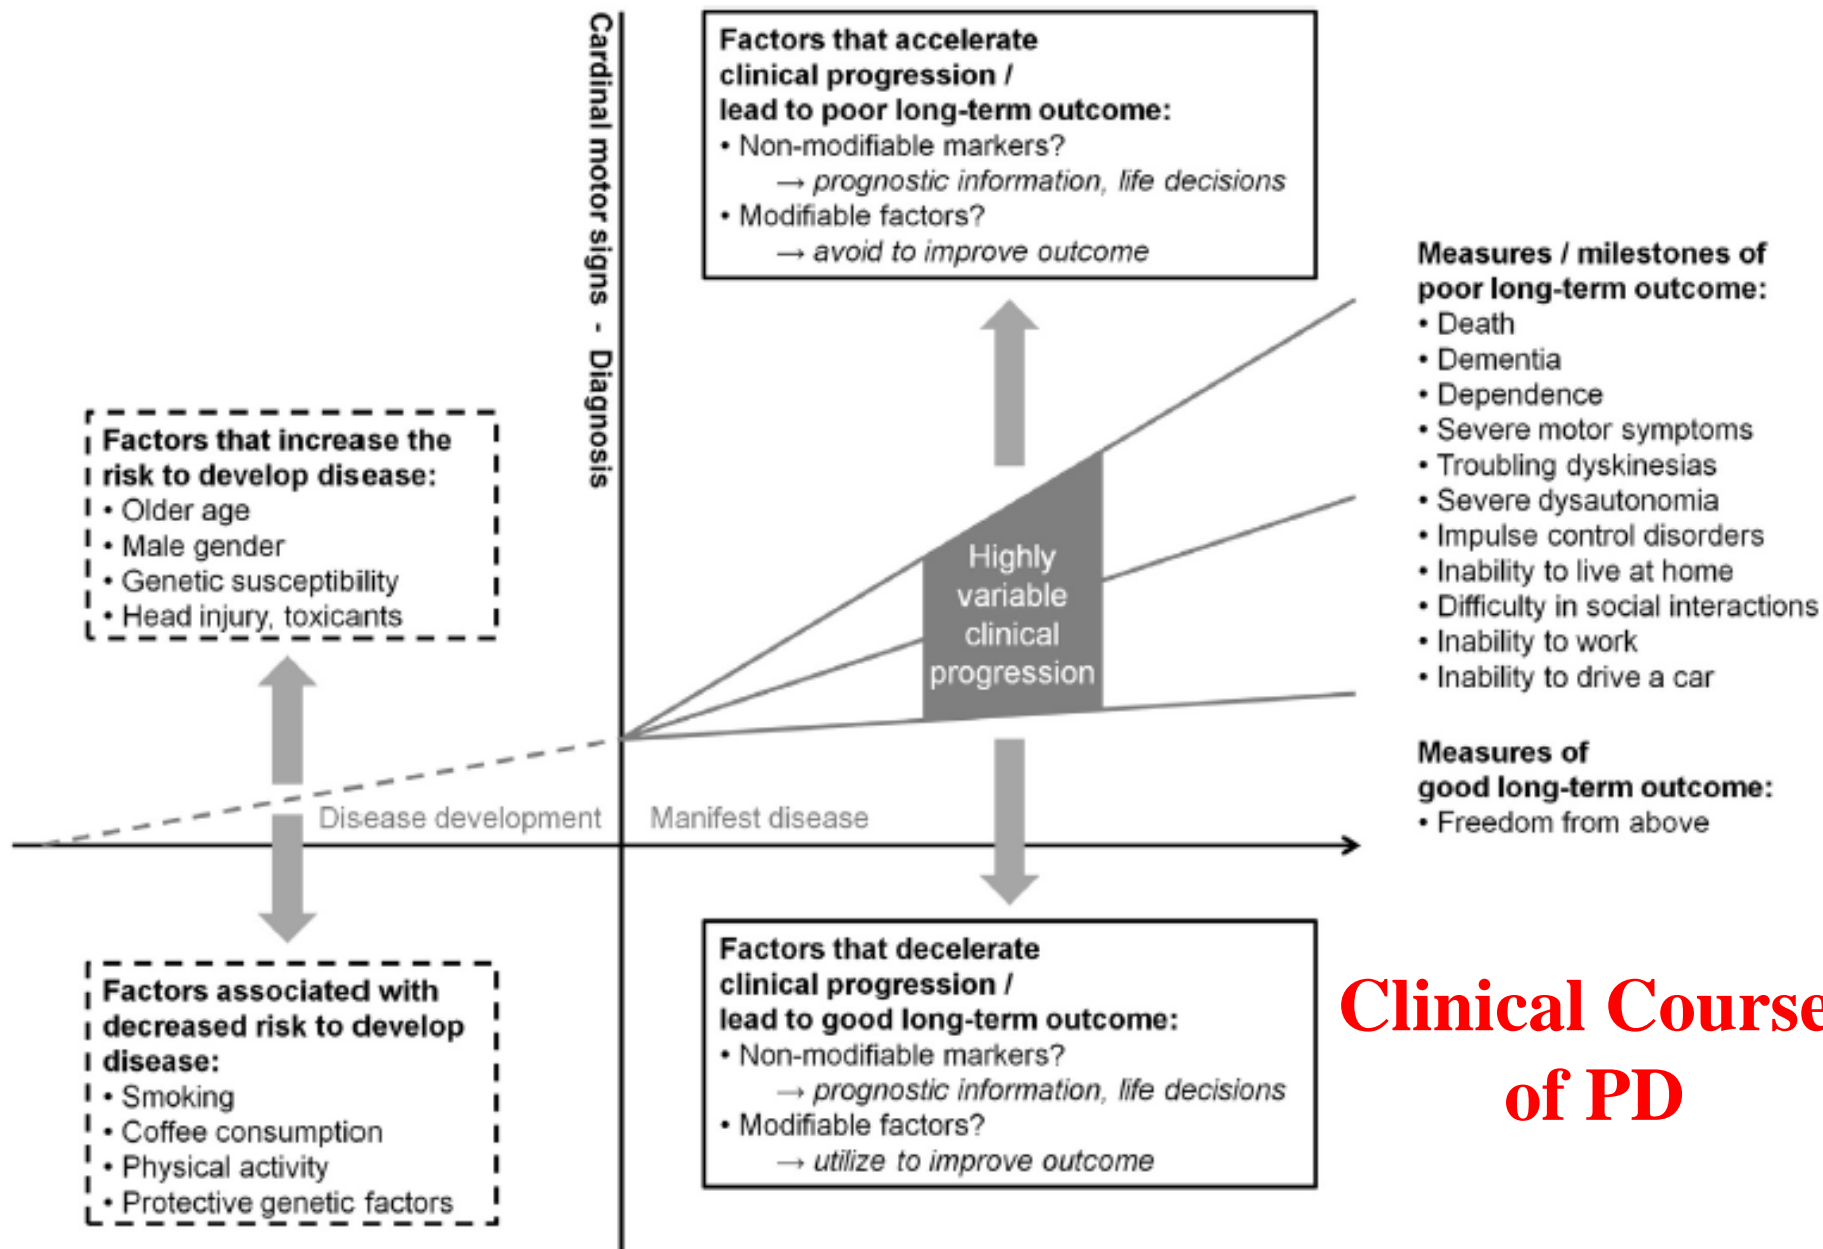 Cardinal motor signs - Diagnosis
Factors that accelerate
clinical progression /
lead to poor long-term outcome:
• Non-modifiable markers?
→ prognostic information, life decisions
• Modifiable factors?
→ avoid to improve outcome
Factors that increase the
risk to develop disease:
• Older age
• Male gender
• Genetic susceptibility
• Head injury, toxicants
Highly
variable
clinical
progression
Measures / milestones of
poor long-term outcome:
• Death
• Dementia
• Dependence
• Severe motor symptoms
• Troubling dyskinesias
• Severe dysautonomia
• Impulse control disorders
• Inability to live at home
• Difficulty in social interactions
• Inability to work
• Inability to drive a car
Measures of
good long-term outcome:
• Freedom from above
Disease development
Manifest disease
Factors associated with
decreased risk to develop
disease:
• Smoking
• Coffee consumption
• Physical activity
• Protective genetic factors
Factors that decelerate
clinical progression /
lead to good long-term outcome:
• Non-modifiable markers?
→ prognostic information, life decisions
• Modifiable factors?
→ utilize to improve outcome
Clinical Course
of PD